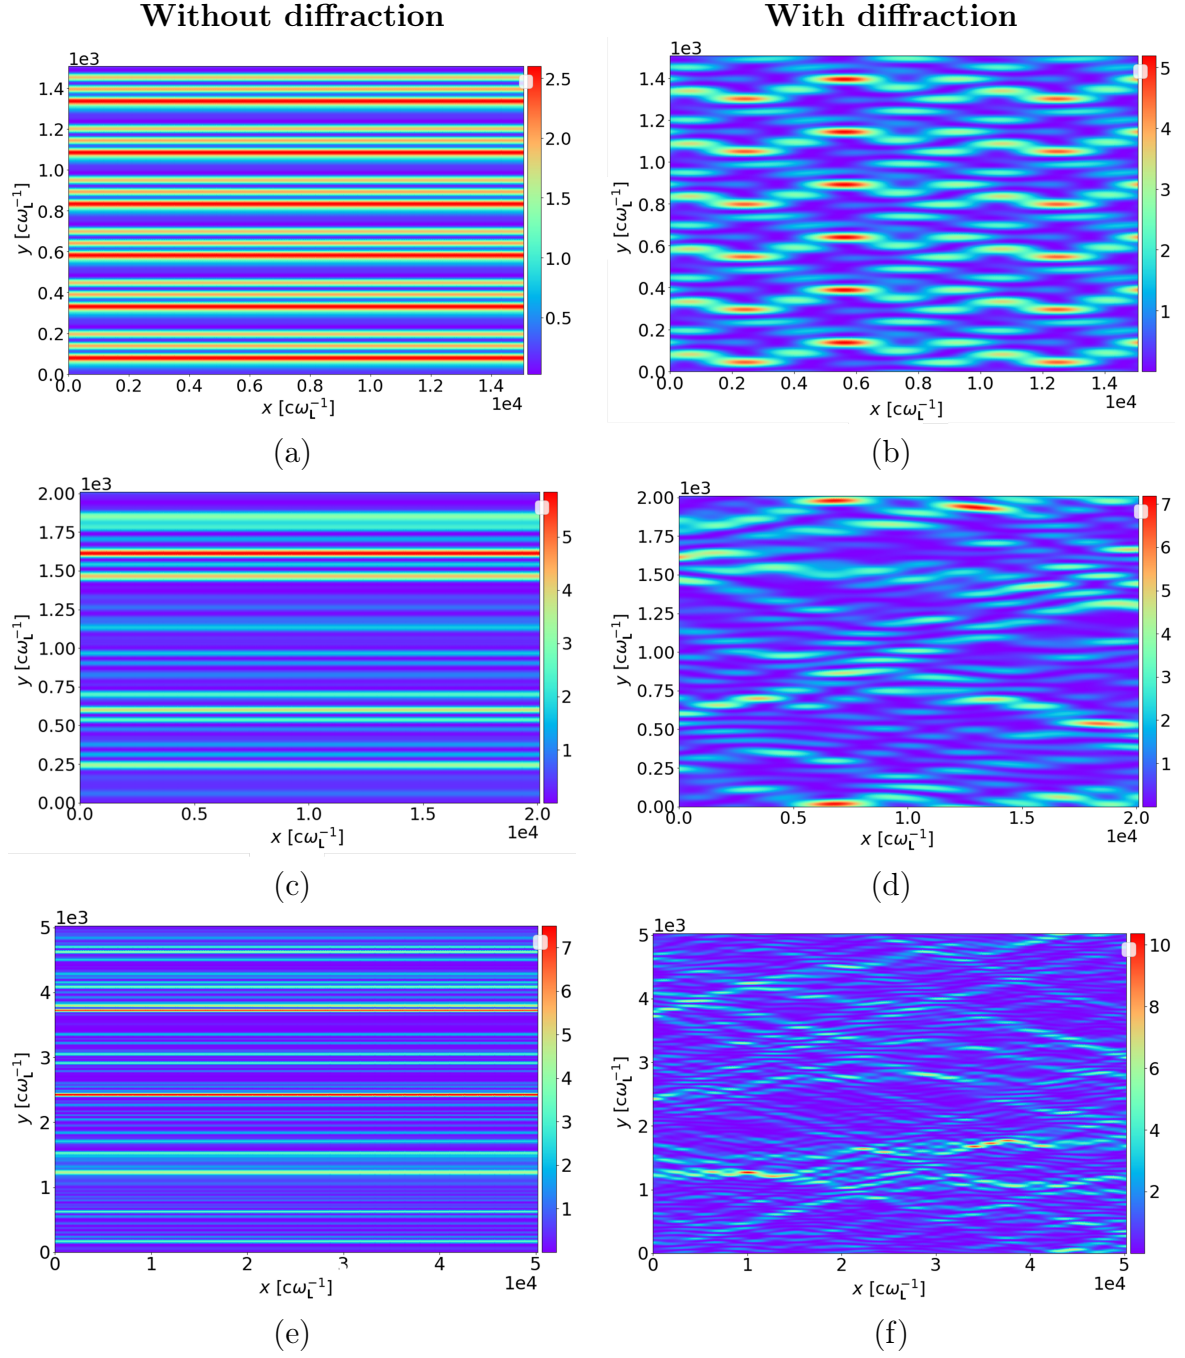 Without diffraction
With diffraction
1e3
1.4
1.2
1.0
0.8
0.6
0.4
0.2
0.0
y [cω_L^{-1}]
0.0 0.2 0.4 0.6 0.8 1.0 1.2 1.4
1e4
x [cω_L^{-1}]
2.5
2.0
1.5
1.0
0.5
(a)
1e3
1.4
1.2
1.0
0.8
0.6
0.4
0.2
0.0
y [cω_L^{-1}]
0.0 0.2 0.4 0.6 0.8 1.0 1.2 1.4
1e4
x [cω_L^{-1}]
5
4
3
2
1
(b)
1e3
2.00
1.75
1.50
1.25
1.00
0.75
0.50
0.25
0.00
y [cω_L^{-1}]
0.0 0.5 1.0 1.5 2.0
1e4
x [cω_L^{-1}]
5
4
3
2
1
(c)
1e3
2.00
1.75
1.50
1.25
1.00
0.75
0.50
0.25
0.00
y [cω_L^{-1}]
0.0 0.5 1.0 1.5 2.0
1e4
x [cω_L^{-1}]
7
6
5
4
3
2
1
(d)
1e3
5
4
3
2
1
0
y [cω_L^{-1}]
0 1 2 3 4 5
1e4
x [cω_L^{-1}]
7
6
5
4
3
2
1
(e)
1e3
5
4
3
2
1
0
y [cω_L^{-1}]
0 1 2 3 4 5
1e4
x [cω_L^{-1}]
10
8
6
4
2
(f)